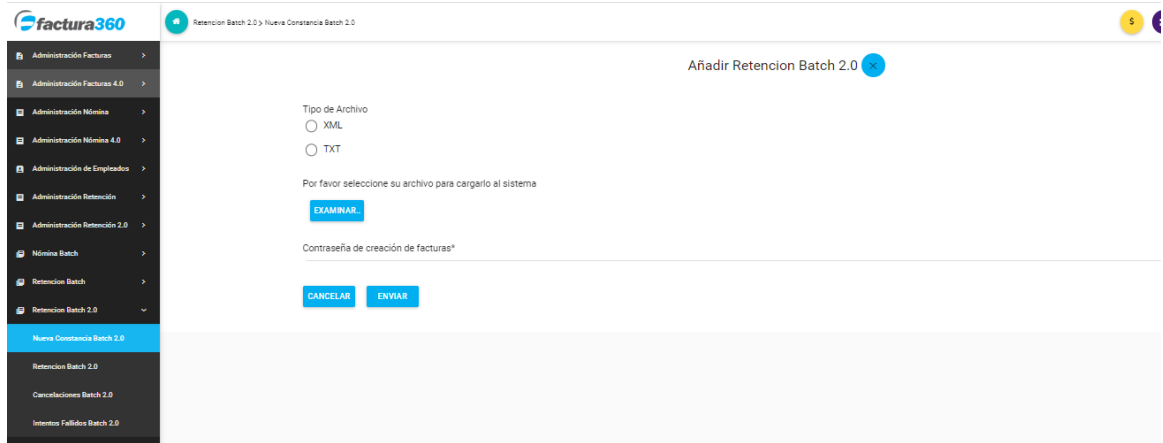 factura360
Retencion Batch 2.0 > Nueva Constancia Batch 2.0
$
Añadir Retencion Batch 2.0 ×
Administración Facturas
Administración Facturas 4.0
Administración Nómina
Administración Nómina 4.0
Administración de Empleados
Administración Retención
Administración Retención 2.0
Nómina Batch
Retencion Batch
Retencion Batch 2.0
Nueva Constancia Batch 2.0
Retencion Batch 2.0
Cancelaciones Batch 2.0
Intentos Fallidos Batch 2.0
Tipo de Archivo
XML
TXT
Por favor seleccione su archivo para cargarlo al sistema
EXAMINAR..
Contraseña de creación de facturas*
CANCELAR ENVIAR